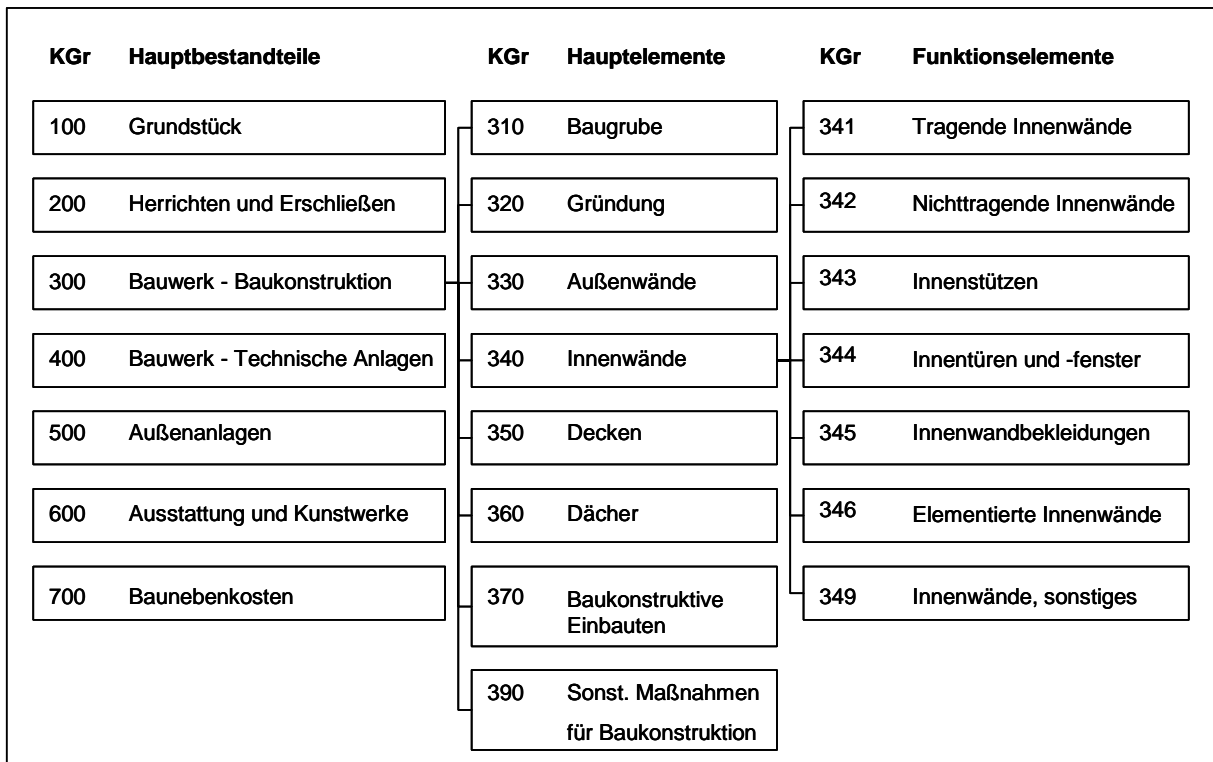 KGr Hauptbestandteile
100 Grundstück
200 Herrichten und Erschließen
300 Bauwerk - Baukonstruktion
400 Bauwerk - Technische Anlagen
500 Außenanlagen
600 Ausstattung und Kunstwerke
700 Baunebenkosten
KGr Hauptelemente
310 Baugrube
320 Gründung
330 Außenwände
340 Innenwände
350 Decken
360 Dächer
370 Baukonstruktive
Einbauten
390 Sonst. Maßnahmen
für Baukonstruktion
KGr Funktionselemente
341 Tragende Innenwände
342 Nichttragende Innenwände
343 Innenstützen
344 Innentüren und -fenster
345 Innenwandbekleidungen
346 Elementierte Innenwände
349 Innenwände, sonstiges